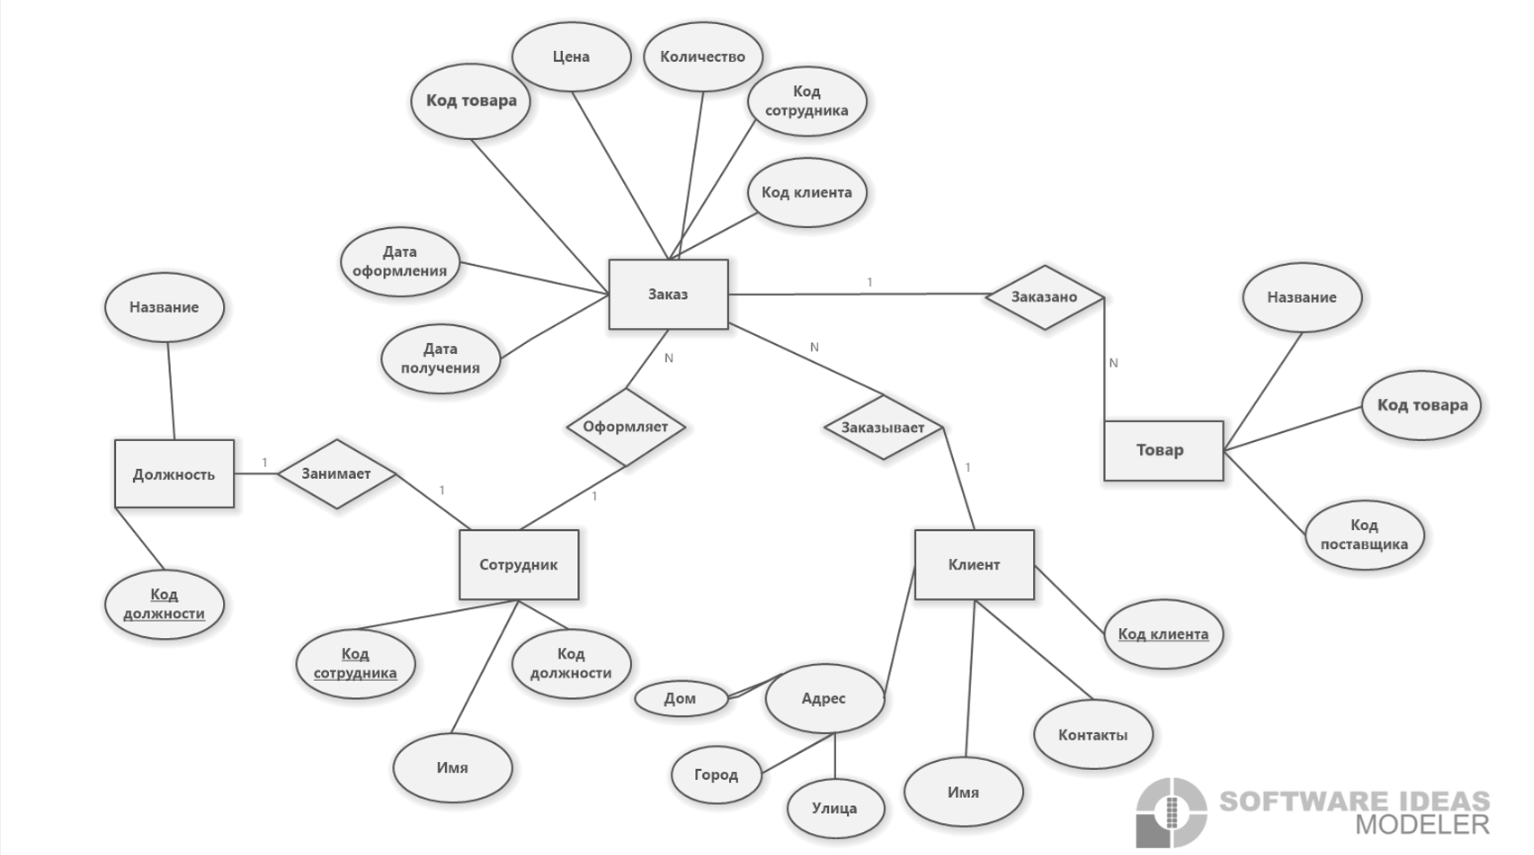 Цена
Количество
Код товара
Код
сотрудника
Код клиента
Дата
оформления
Название
Заказ
1
Заказано
Название
Дата
получения
N
N
N
Код товара
Оформляет
Заказывает
Товар
Должность
1
Занимает
1
1
1
Код
поставщика
Сотрудник
Клиент
Код
должности
Код
сотрудника
Код
должности
Код клиента
Дом
Адрес
Контакты
Имя
Город
Улица
Имя
SOFTWARE IDEAS
MODELER